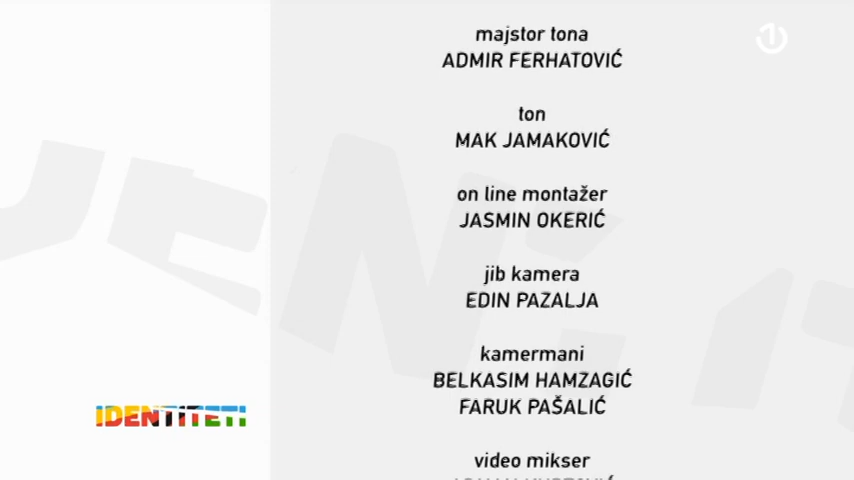 majstor tona
ADMIR FERHATOVIĆ
ton
MAK JAMAKOVIĆ
on line montažer
JASMIN OKERIĆ
jib kamera
EDIN PAZALJA
kamermani
BELKASIM HAMZAGIĆ
FARUK PAŠALIĆ
IDENTITETI
video mikser